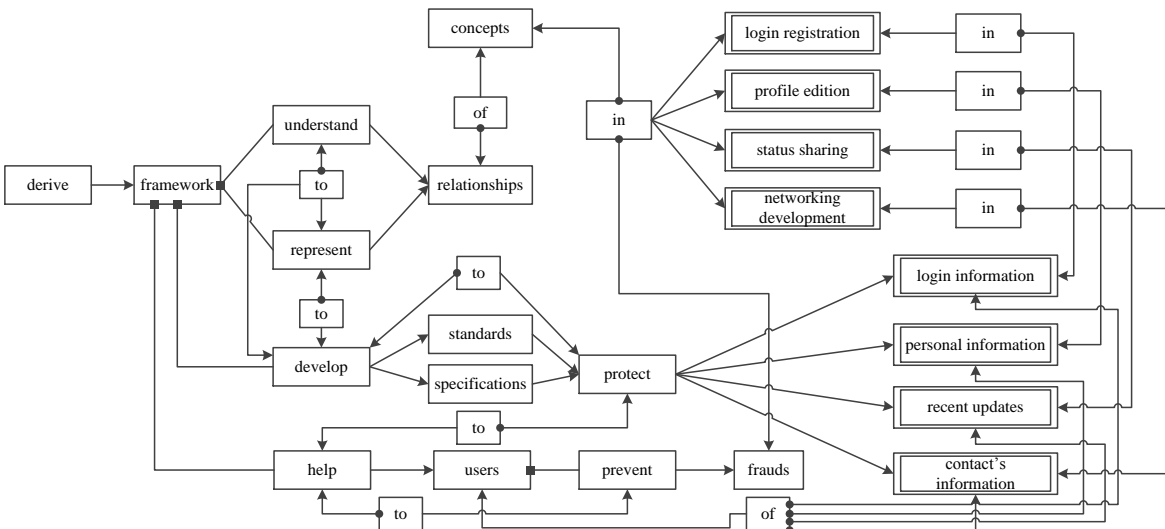 concepts
login registration
in
profile edition
in
of
in
understand
status sharing
in
derive
framework
to
relationships
networking
development
in
represent
to
login information
to
standards
personal information
develop
specifications
protect
to
recent updates
help
users
prevent
frauds
contact's
information
to
of